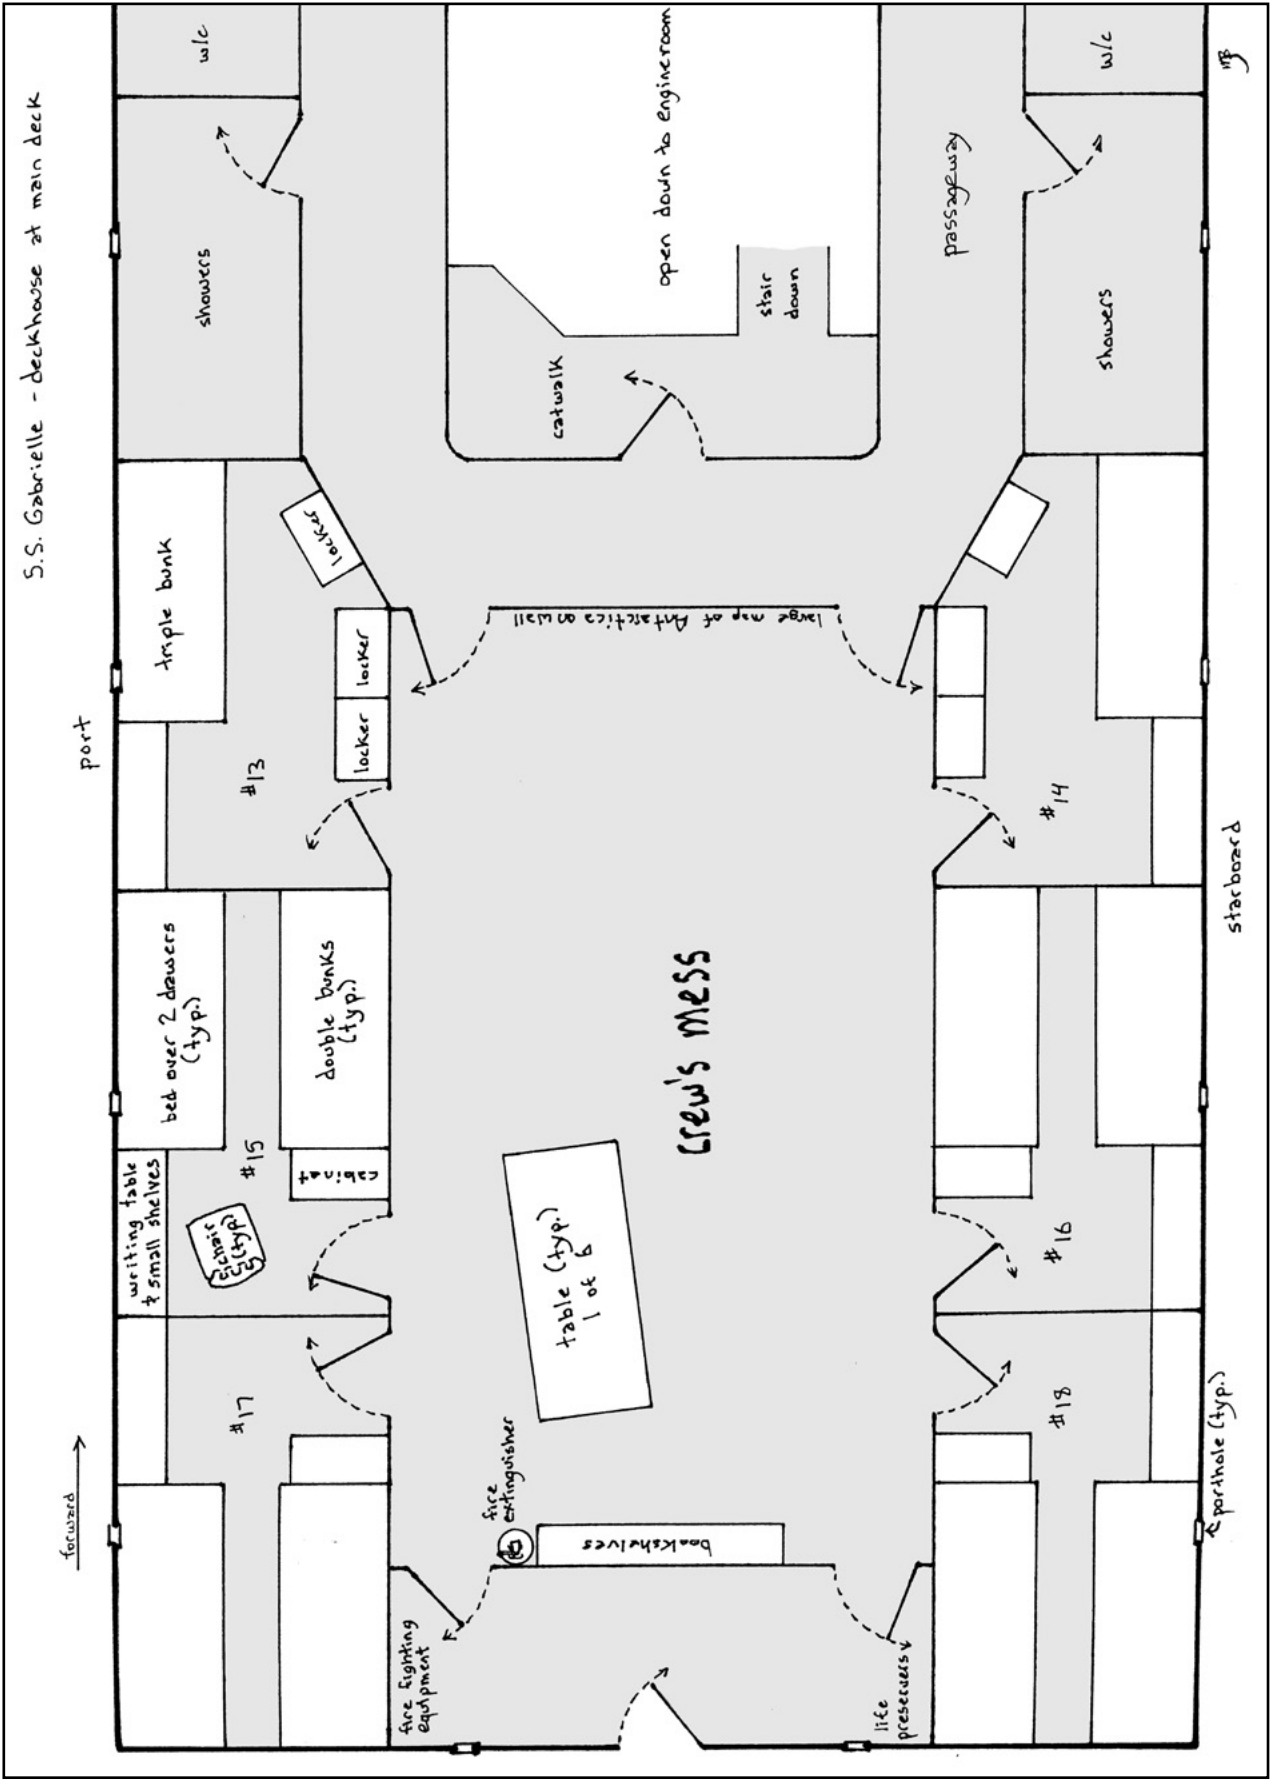 S.S. Gabrielle - deckhouse at main deck
forward
port
starboard
w/c
showers
triple bunk
#13
locker
locker
locker
bed over 2 drawers
(typ.)
double bunks
(typ.)
#15
cabinet
writing table
& small shelves
chair
(typ.)
#17
open down to engineroom
stair
down
catwalk
large map of Antarctica on wall
crew's mess
table (typ.)
1 of 6
fire
extinguisher
bookshelves
fire fighting
equipment
life
preservers
passageway
w/c
showers
#14
#16
#18
porthole (typ.)